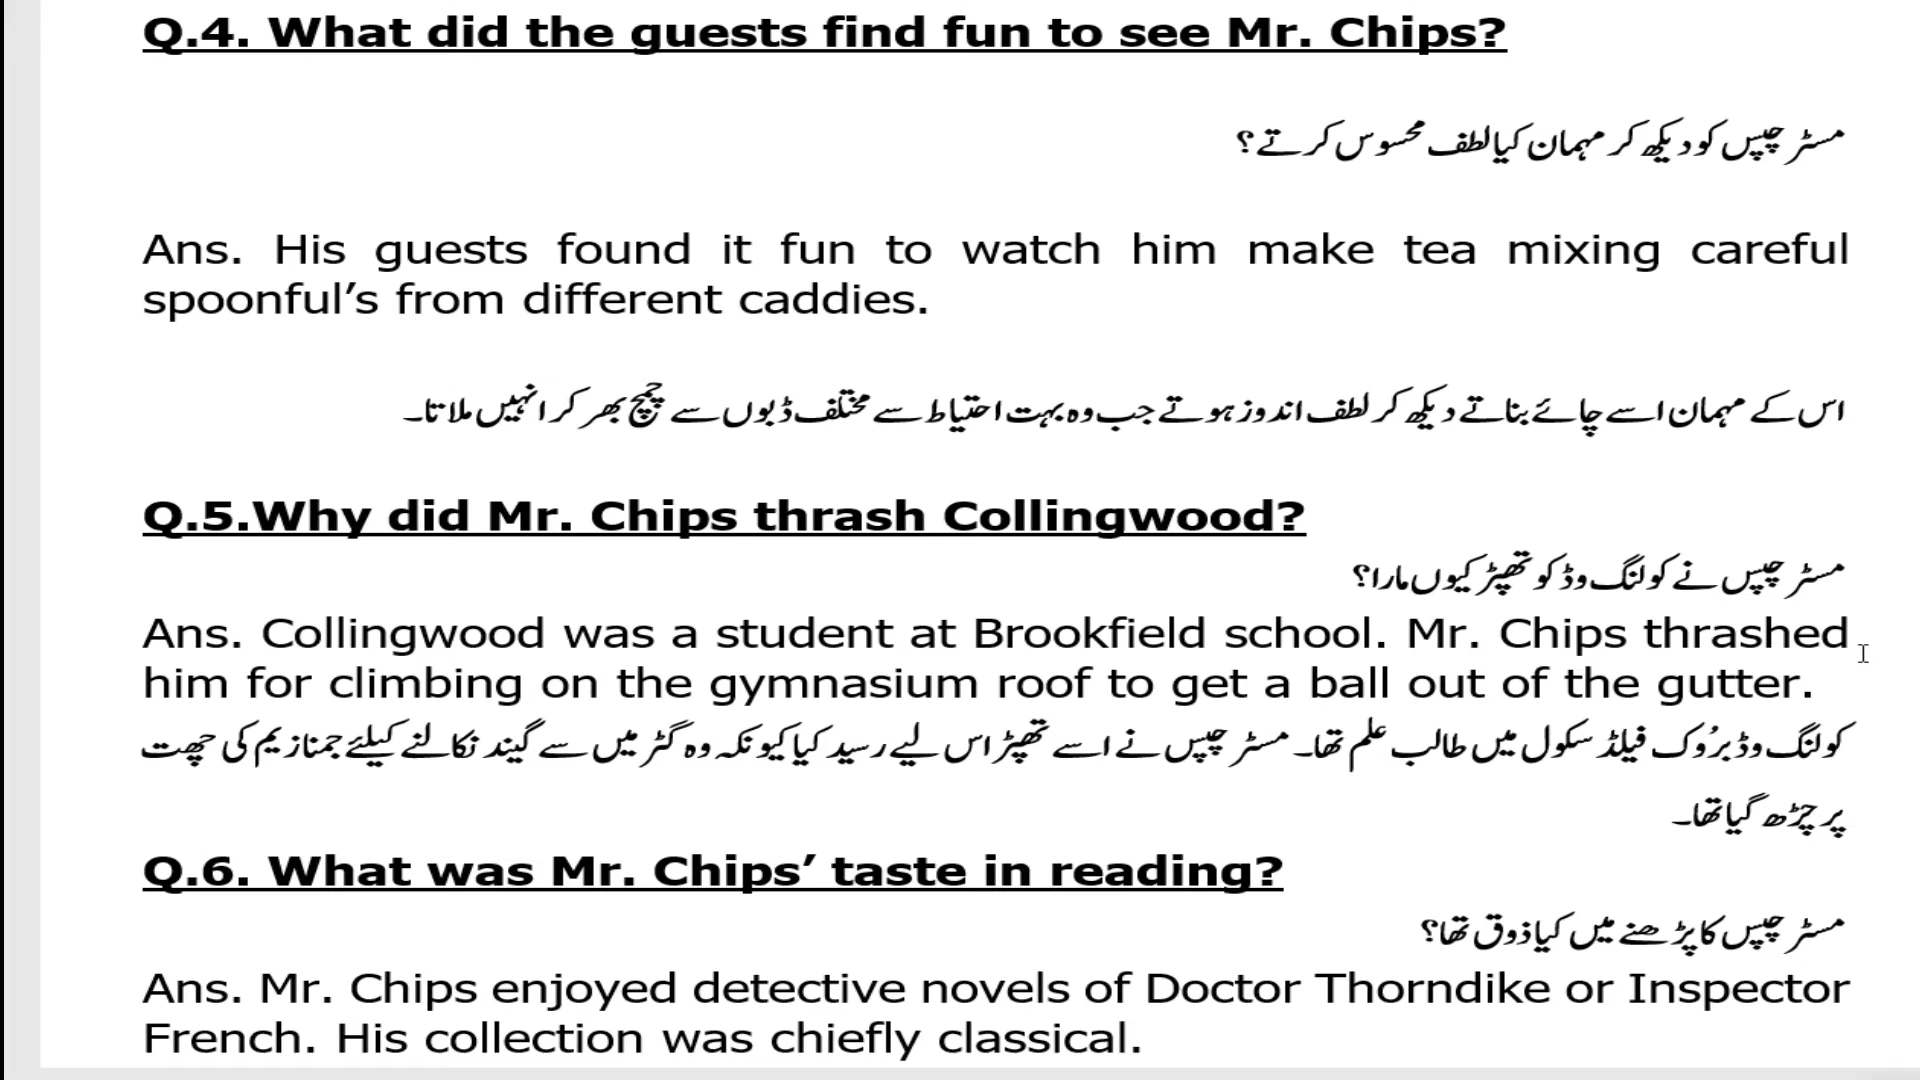 Q.4. What did the guests find fun to see Mr. Chips?
مسٹر چپس کو دیکھ کر مہمان کیا لطف محسوس کرتے ؟
Ans. His guests found it fun to watch him make tea mixing careful
spoonful’s from different caddies.
اس کے مہمان اسے چائے بناتے دیکھ کر لطف اندوز ہوتے جب وہ بہت احتیاط سے مختلف ڈبوں سے چمچ بھر کر انہیں ملاتا۔
Q.5.Why did Mr. Chips thrash Collingwood?
مسٹر چپس نے کولنگ وڈ کو تھپڑ کیوں مارا؟
Ans. Collingwood was a student at Brookfield school. Mr. Chips thrashed
him for climbing on the gymnasium roof to get a ball out of the gutter.
کولنگ وڈ برُوک فیلڈ سکول میں طالب علم تھا۔ مسٹر چپس نے اسے تھپڑ اس لیے رسید کیا کیونکہ وہ گٹر میں سے گیند نکالنے کیلئے جمنازیم کی چھت
پر چڑھ گیا تھا۔
Q.6. What was Mr. Chips’ taste in reading?
مسٹر چپس کا پڑھنے میں کیا ذوق تھا؟
Ans. Mr. Chips enjoyed detective novels of Doctor Thorndike or Inspector
French. His collection was chiefly classical.